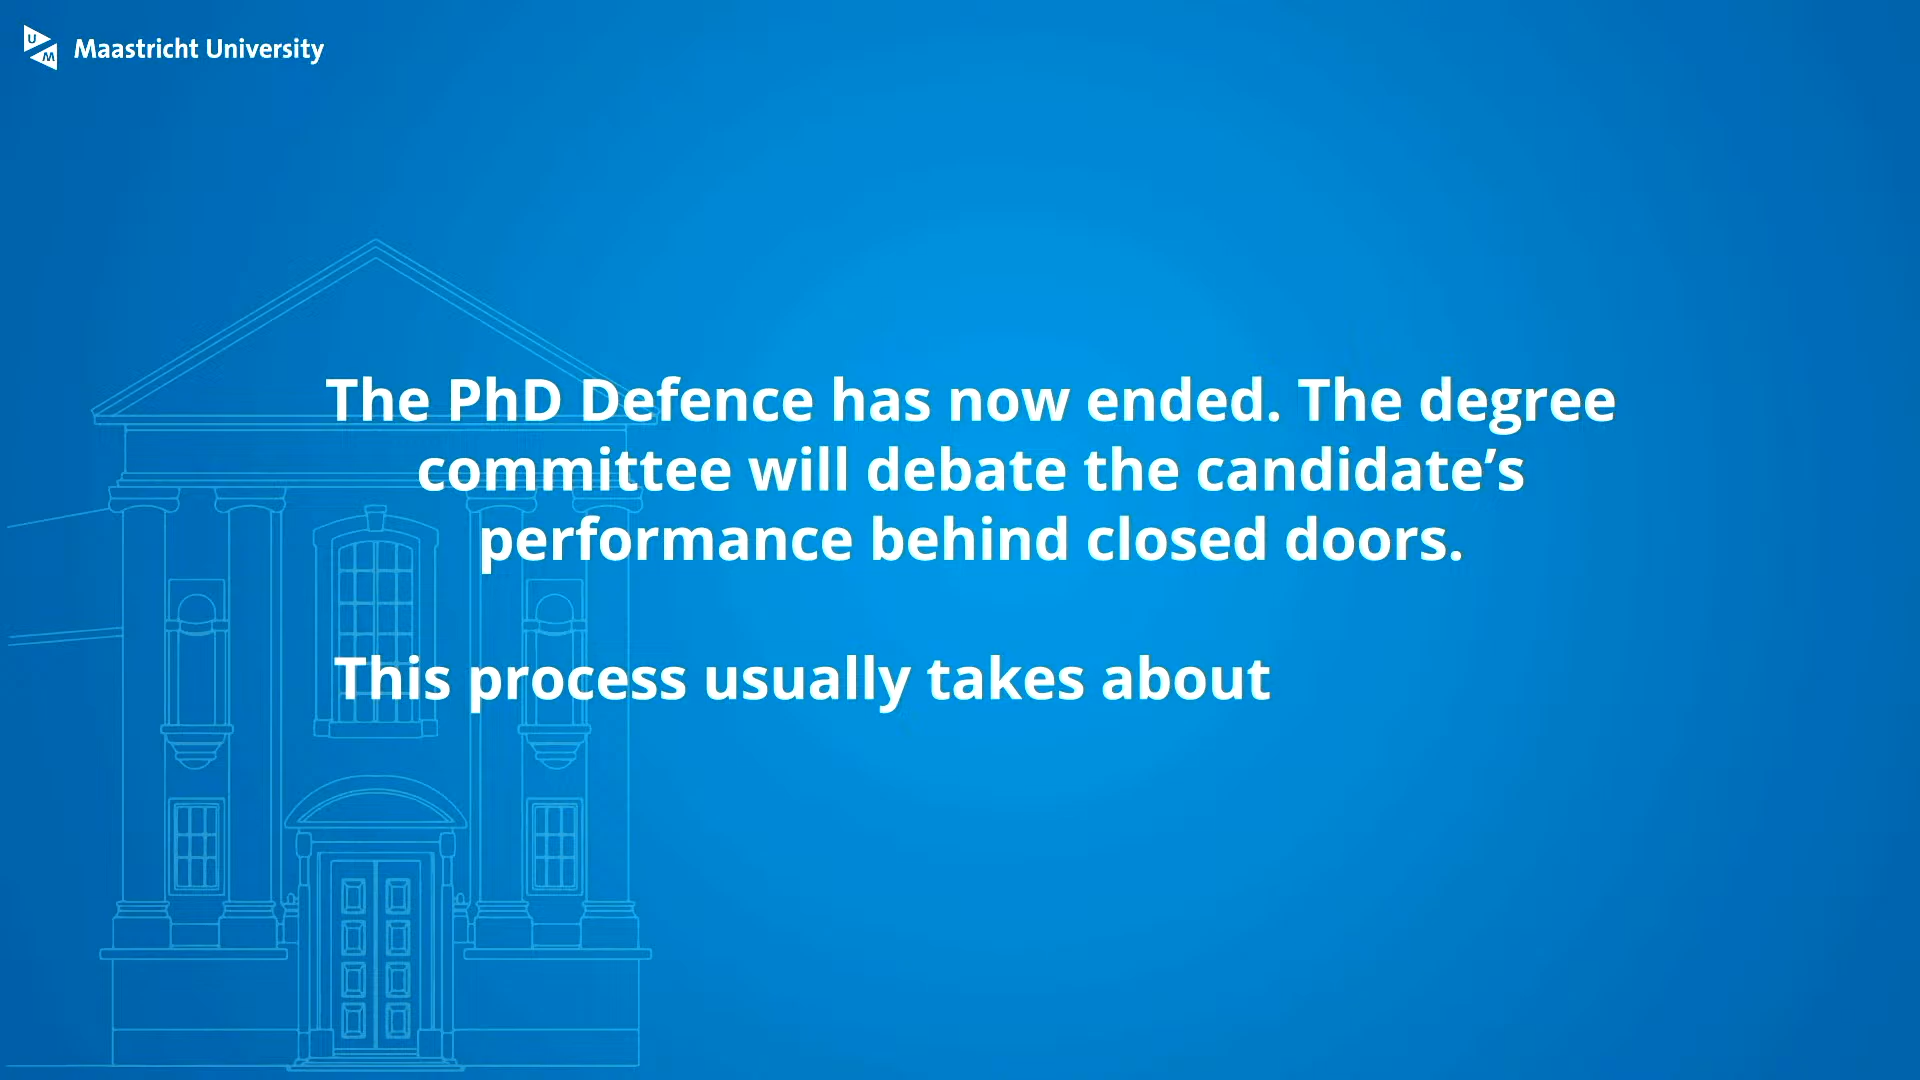 U
M
Maastricht University
The PhD Defence has now ended. The degree
committee will debate the candidate’s
performance behind closed doors.
This process usually takes about